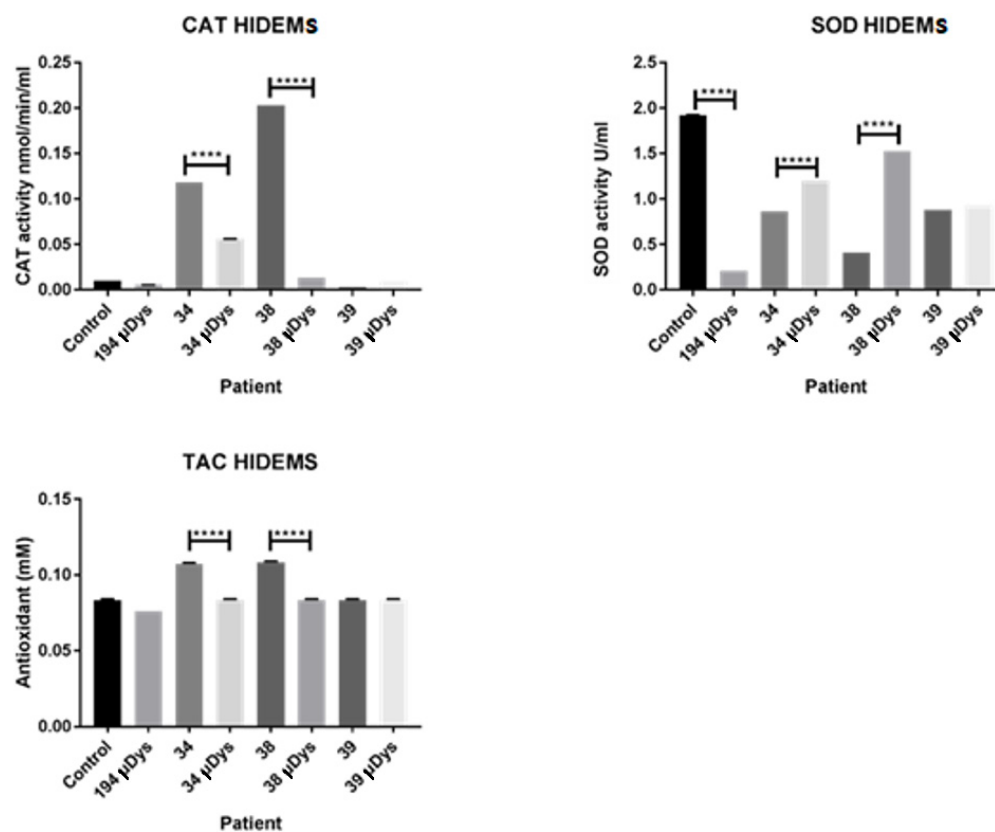 CAT HIDEMs
CAT activity nmol/min/ml
0.25
0.20
0.15
0.10
0.05
0.00
****
****
Control
194 µDys
34
34 µDys
38
38 µDys
39
39 µDys
Patient
SOD HIDEMs
SOD activity U/ml
2.5
2.0
1.5
1.0
0.5
0.0
****
****
****
Control
194 µDys
34
34 µDys
38
38 µDys
39
39 µDys
Patient
TAC HIDEMS
Antioxidant (mM)
0.15
0.10
0.05
0.00
****
****
Control
194 µDys
34
34 µDys
38
38 µDys
39
39 µDys
Patient